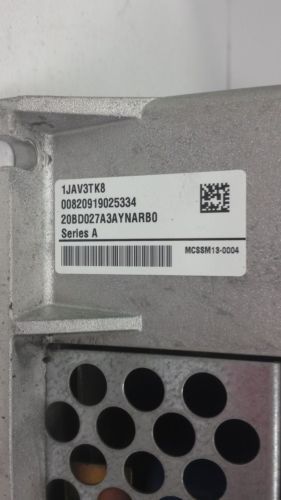 1JAV3TK8
00820919025334
20BD027A3AYNARB0
Series A
MCSSM13-0004